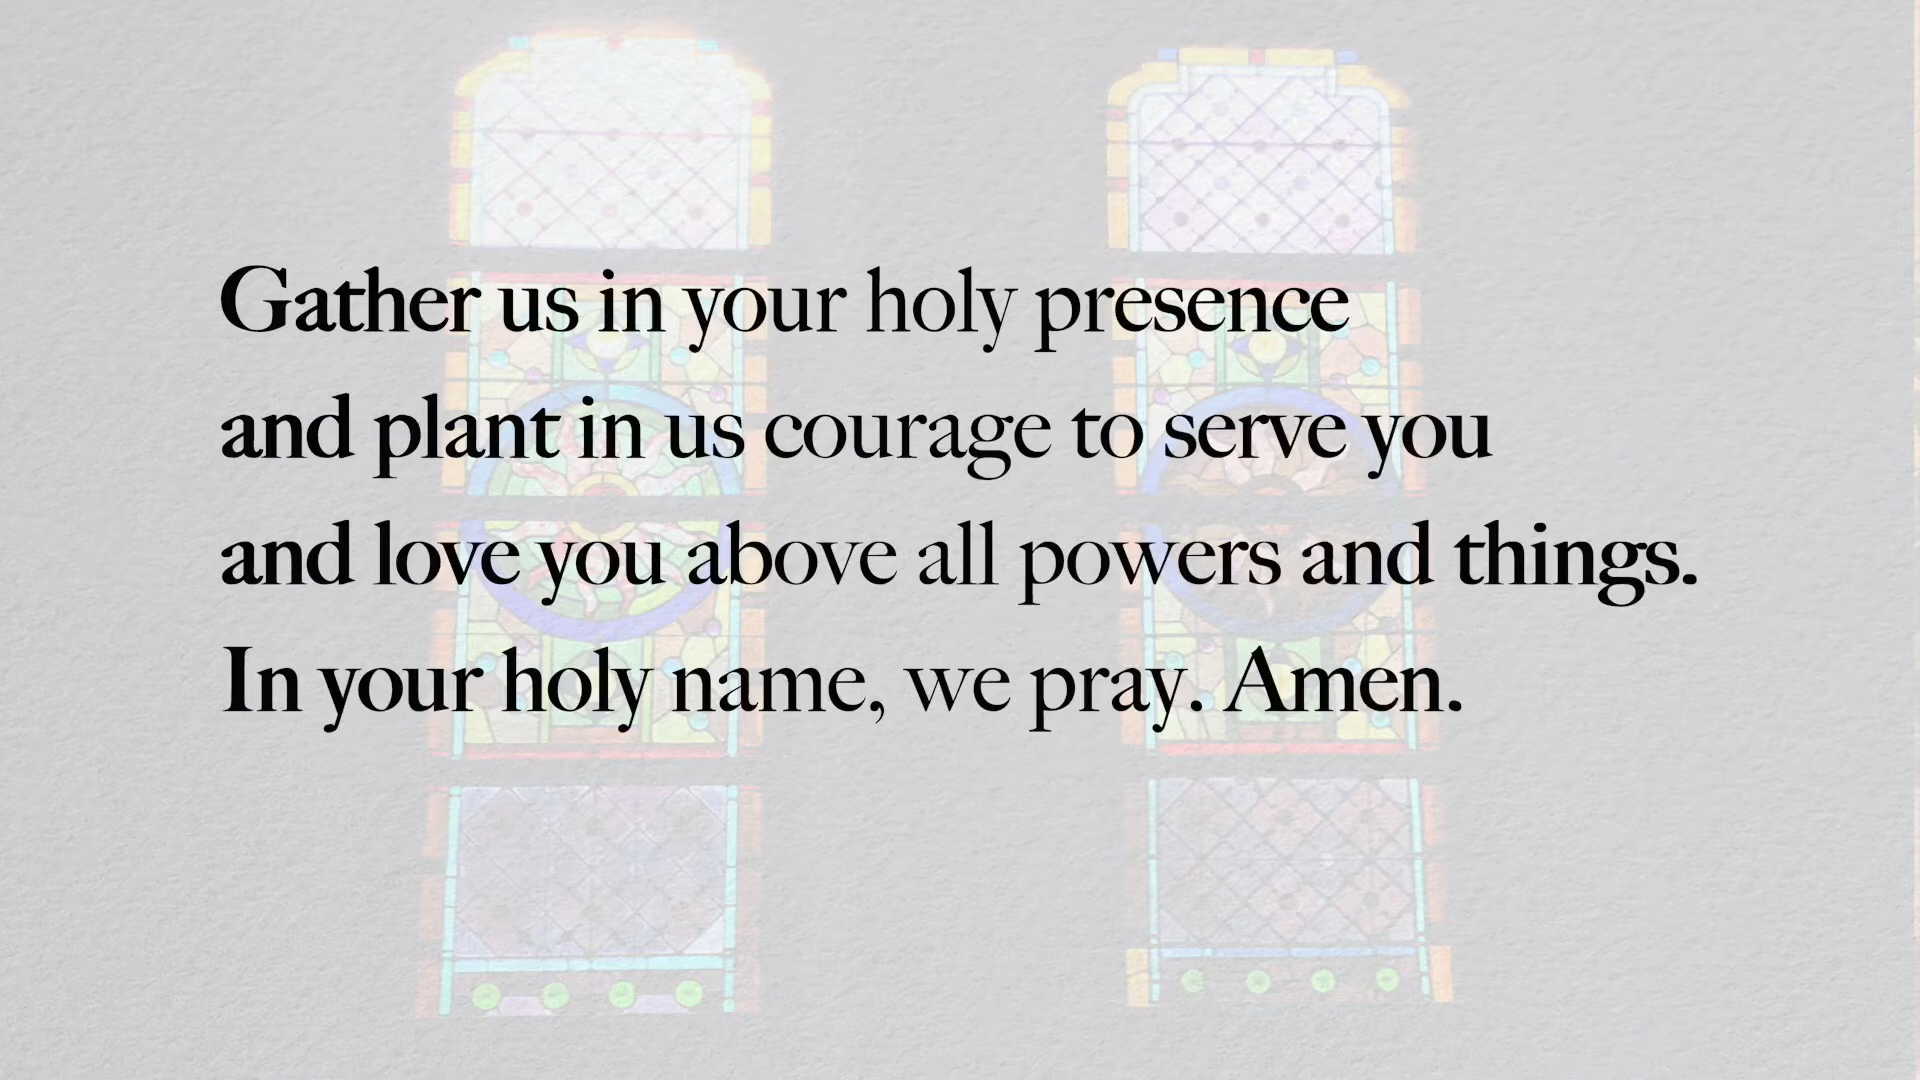 Gather us in your holy presence
and plant in us courage to serve you
and love you above all powers and things.
In your holy name, we pray. Amen.